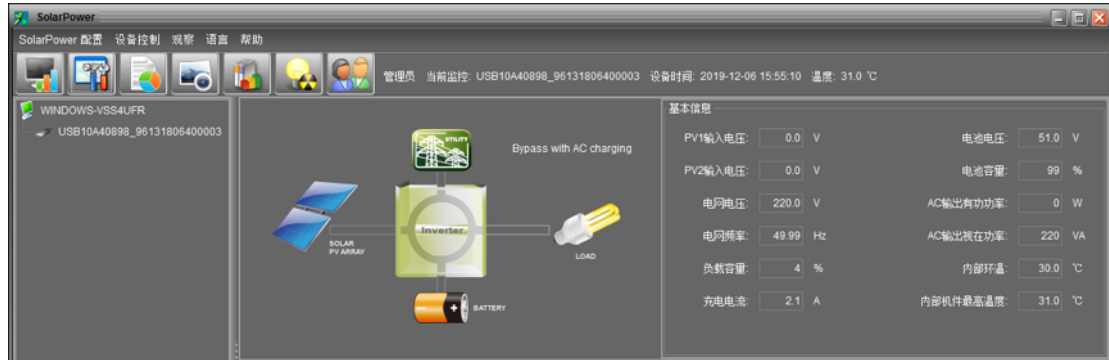 SolarPower
SolarPower 配置 设备控制 观察 语言 帮助
管理员 当前监控: USB10A40898_96131806400003 设备时间: 2019-12-06 15:55:10 温度: 31.0 ℃
WINDOWS-VSS4UFR
USB10A40898_96131806400003
UTILITY
Bypass with AC charging
Inverter
SOLAR
PV ARRAY
LOAD
BATTERY
基本信息
PV1输入电压: 0.0 V 电池电压: 51.0 V
PV2输入电压: 0.0 V 电池容量: 99 %
电网电压: 220.0 V AC输出有功功率: 0 W
电网频率: 49.99 Hz AC输出视在功率: 220 VA
负载容量: 4 % 内部环温: 30.0 ℃
充电电流: 2.1 A 内部机件最高温度: 31.0 ℃